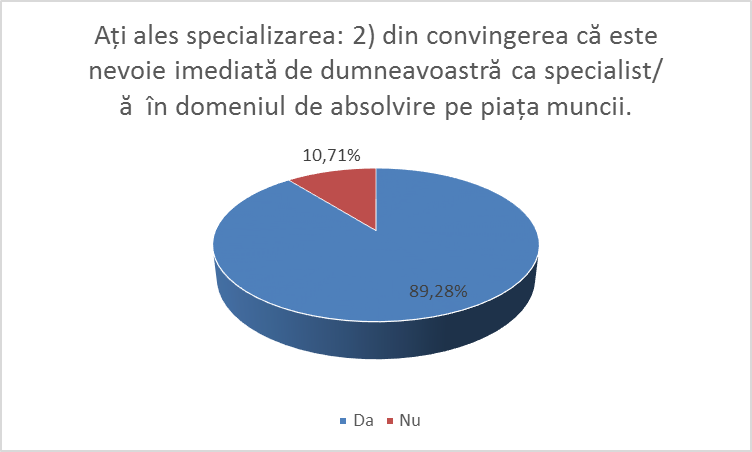 Ați ales specializarea: 2) din convingerea că este
nevoie imediată de dumneavoastră ca specialist/
ă în domeniul de absolvire pe piața muncii.
10,71%
89,28%
Da Nu